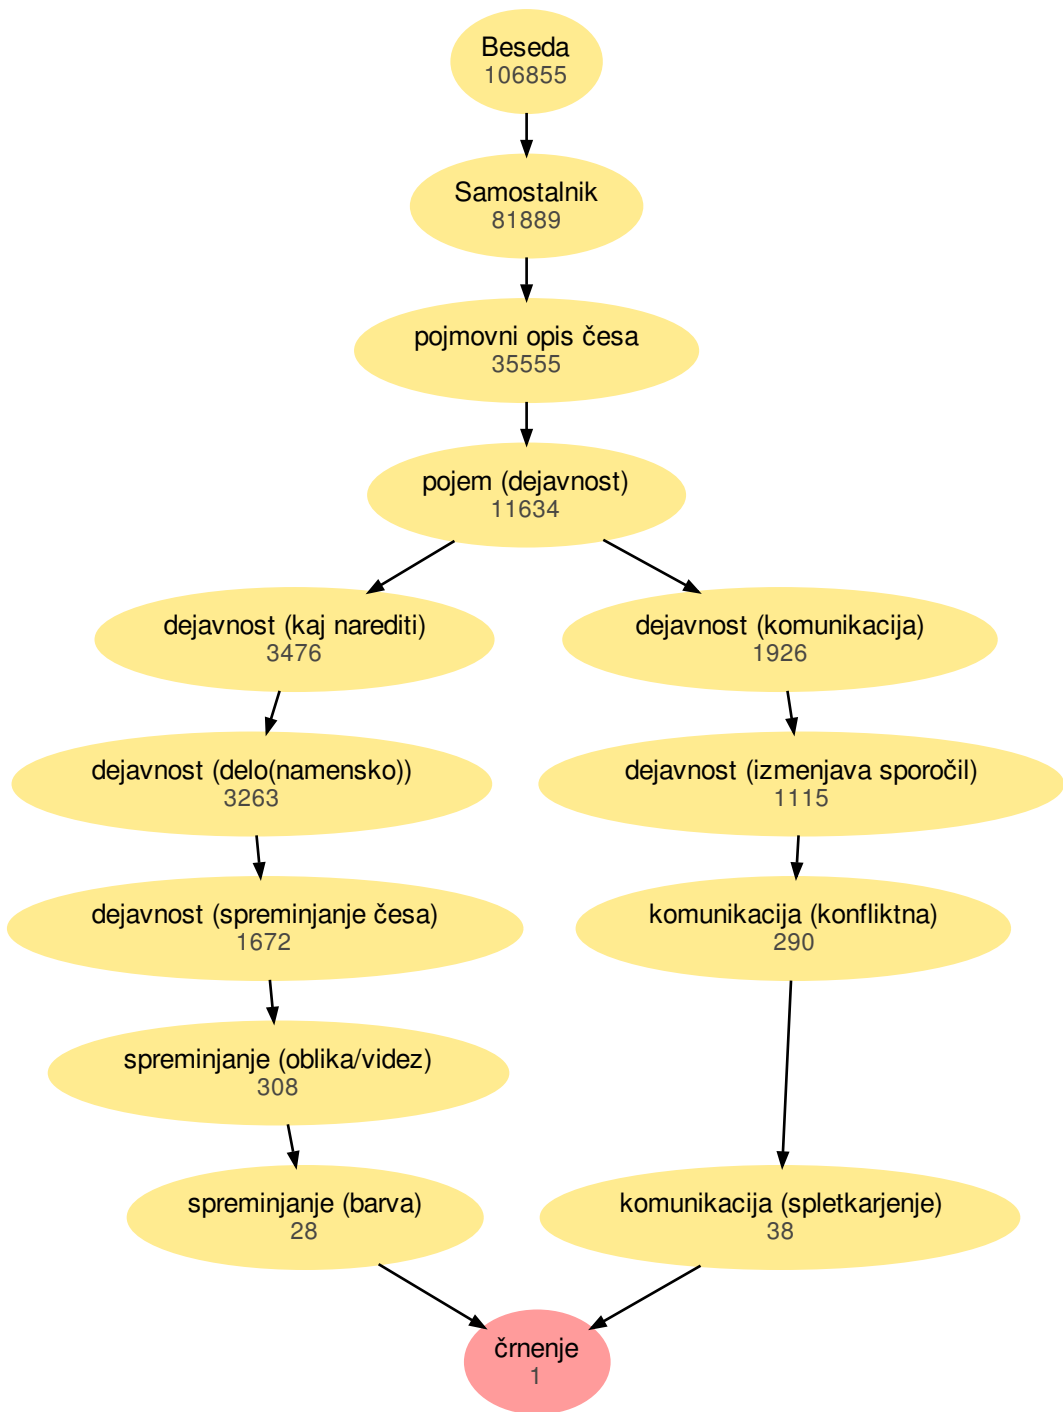 Beseda
106855
Samostalnik
81889
pojmovni opis česa
35555
pojem (dejavnost)
11634
dejavnost (kaj narediti)
3476
dejavnost (komunikacija)
1926
dejavnost (delo(namensko))
3263
dejavnost (izmenjava sporočil)
1115
dejavnost (spreminjanje česa)
1672
komunikacija (konfliktna)
290
spreminjanje (oblika/videz)
308
spreminjanje (barva)
28
komunikacija (spletkarjenje)
38
črnenje
1